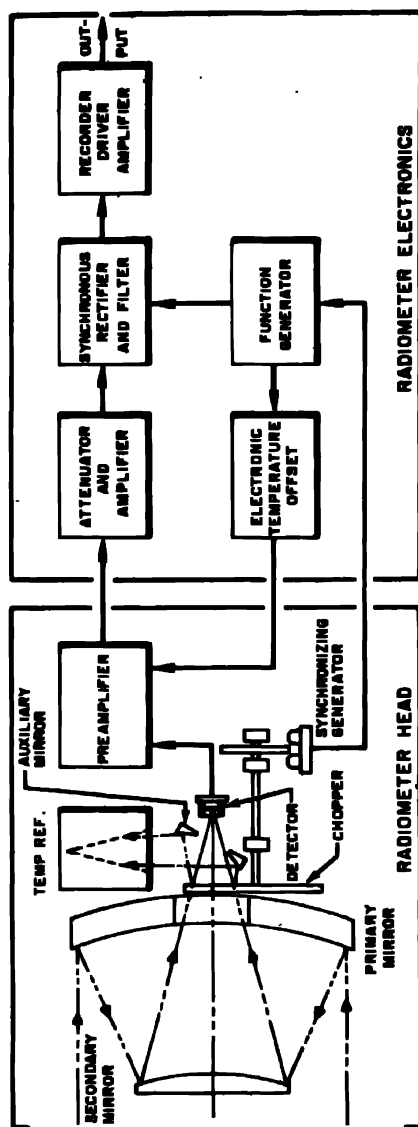 SECONDARY
MIRROR
PRIMARY
MIRROR
TEMP REF.
AUXILIARY
MIRROR
DETECTOR
CHOPPER
PREAMPLIFIER
SYNCHRONIZING
GENERATOR
RADIOMETER HEAD
ATTENUATOR
AND
AMPLIFIER
SYNCHRONOUS
RECTIFIER
AND FILTER
RECORDER
DRIVER
AMPLIFIER
OUT-
PUT
ELECTRONIC
TEMPERATURE
OFFSET
FUNCTION
GENERATOR
RADIOMETER ELECTRONICS